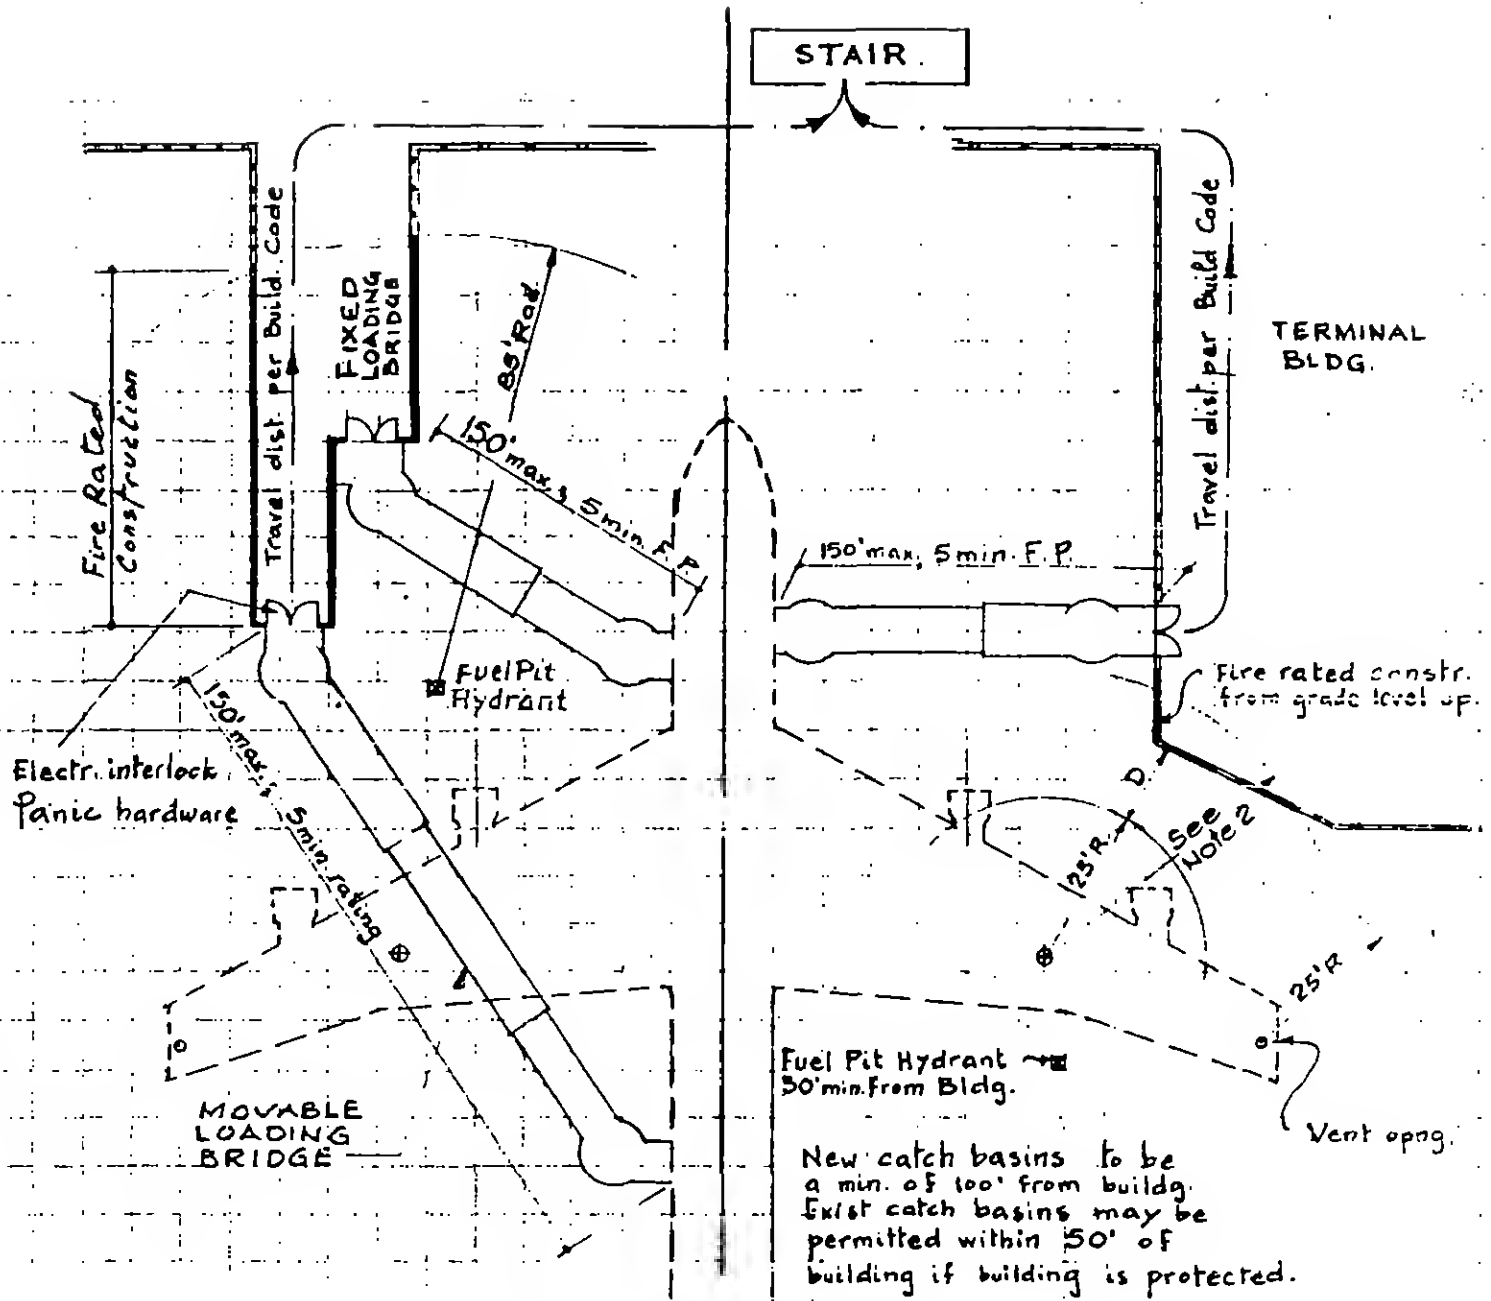 STAIR.
Travel dist. per Build. Code
FIXED
LOADING
BRIDGE
85' Rad.
Travel dist. per Build Code
TERMINAL
BLDG.
Fire Rated
Construction
150' max, 5 min. F.P.
150' max, 5 min. F.P.
Fuel Pit
Hydrant
Fire rated constr.
from grade level up.
Electr. interlock
Panic hardware
150' max, 5 min. rating
D
25'R
See
Note 2
25'R
Fuel Pit Hydrant
50' min. from Bldg.
MOVABLE
LOADING
BRIDGE
Vent opng.
New catch basins to be
a min. of 100' from buildg.
Exist catch basins may be
permitted within 50' of
building if building is protected.